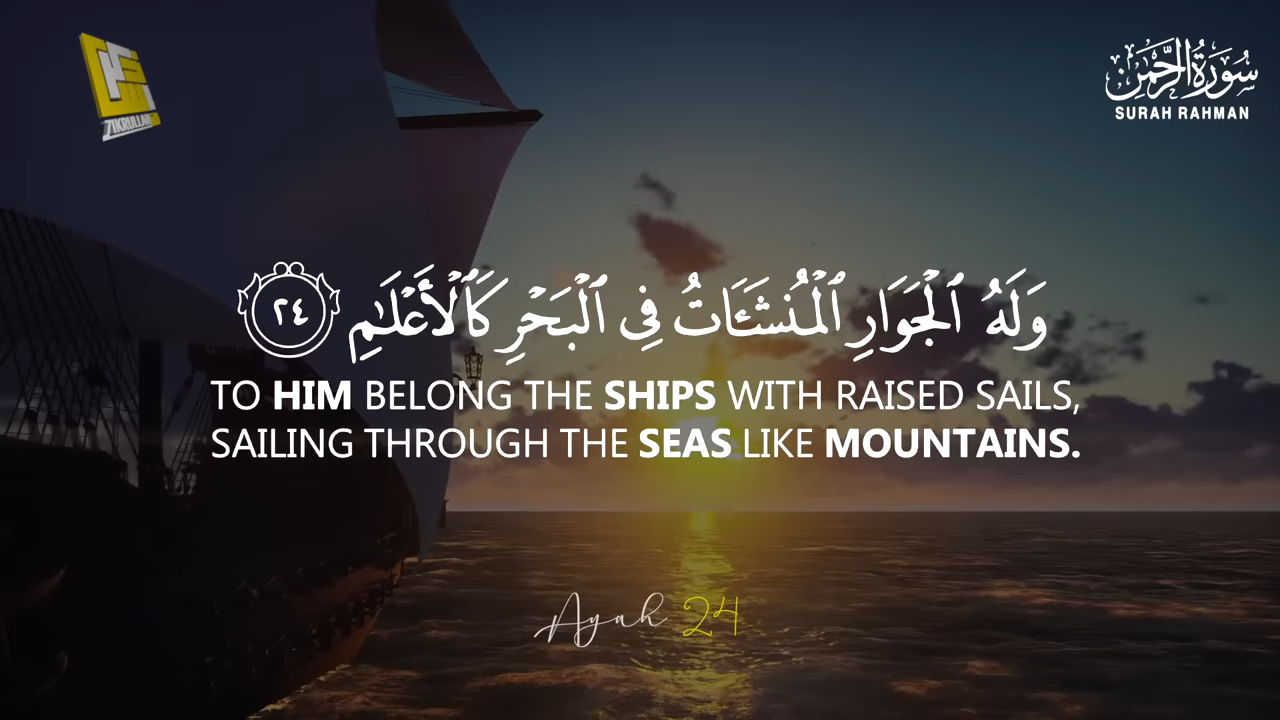 سُورَةُ الرَّحْمَن
SURAH RAHMAN
ZIKRULLAH
وَلَهُ ٱلْجَوَارِ ٱلْمُنشَـَٔاتُ فِى ٱلْبَحْرِ كَٱلْأَعْلَـٰمِ ٢٤
TO HIM BELONG THE SHIPS WITH RAISED SAILS,
SAILING THROUGH THE SEAS LIKE MOUNTAINS.
Ayah 24